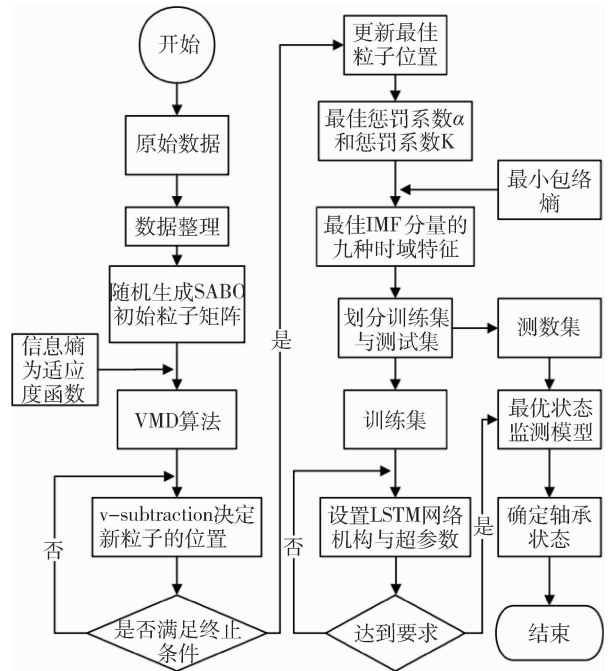 开始
原始数据
数据整理
随机生成SABO
初始粒子矩阵
信息熵
为适应
度函数
VMD算法
v-subtraction决定
新粒子的位置
否
是否满足终止
条件
是
更新最佳
粒子位置
最佳惩罚系数α
和惩罚系数K
最小包络
熵
最佳IMF分量的
九种时域特征
划分训练集
与测试集
测数集
训练集
设置LSTM网络
机构与超参数
否
达到要求
是
最优状态
监测模型
确定轴承
状态
结束